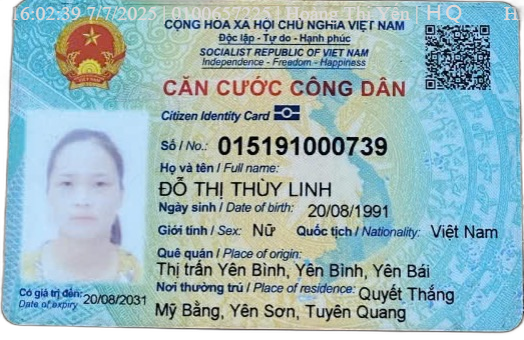 16:02:39 7/7/2025 | 0190657225 | Hoàng Thị Yến | HQ H
CỘNG HÒA XÃ HỘI CHỦ NGHĨA VIỆT NAM
Độc lập - Tự do - Hạnh phúc
SOCIALIST REPUBLIC OF VIET NAM
Independence - Freedom - Happiness
CĂN CƯỚC CÔNG DÂN
Citizen Identity Card
Số / No.: 015191000739
Họ và tên / Full name:
ĐỖ THỊ THÙY LINH
Ngày sinh / Date of birth: 20/08/1991
Giới tính / Sex: Nữ Quốc tịch / Nationality: Việt Nam
Quê quán / Place of origin:
Thị trấn Yên Bình, Yên Bình, Yên Bái
Nơi thường trú / Place of residence: Quyết Thắng
Mỹ Bằng, Yên Sơn, Tuyên Quang
Có giá trị đến: 20/08/2031
Date of expiry